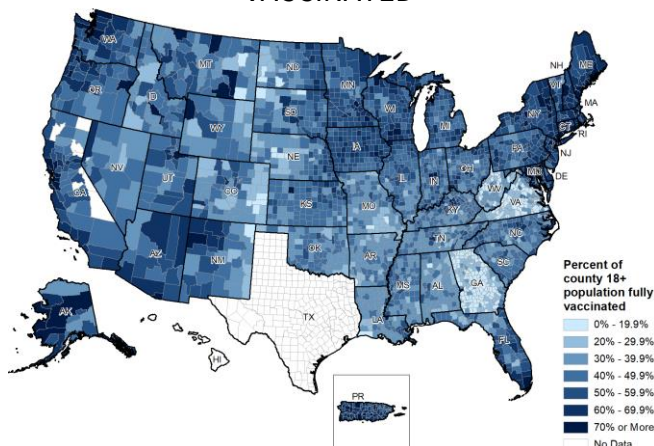 WA
MT
ND
MN
OR
ID
SD
WI
WY
MI
NY
VT
NH
ME
MA
CT
RI
NJ
DE
MD
PA
NE
IA
NV
UT
CO
IL
IN
OH
WV
VA
CA
KS
MO
KY
NC
TN
AZ
NM
OK
AR
SC
MS
AL
GA
TX
LA
FL
AK
HI
PR
Percent of
county 18+
population fully
vaccinated
0% - 19.9%
20% - 29.9%
30% - 39.9%
40% - 49.9%
50% - 59.9%
60% - 69.9%
70% or More
No Data